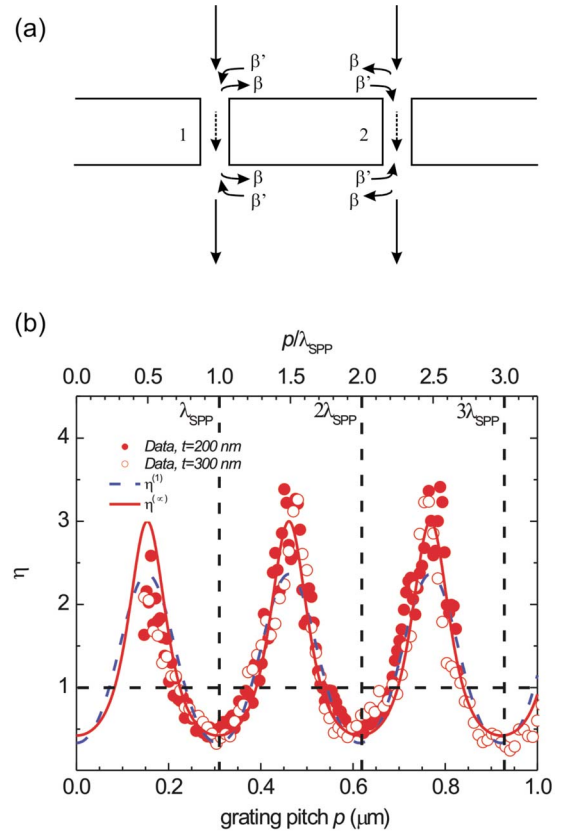 (a)
β'
β
β
β'
1
2
β
β'
β'
β
(b)
p/λSPP
0.0 0.5 1.0 1.5 2.0 2.5 3.0
λSPP 2λSPP 3λSPP
Data, t=200 nm
Data, t=300 nm
η(1)
η(∞)
4
3
2
1
η
0.0 0.2 0.4 0.6 0.8 1.0
grating pitch p (μm)